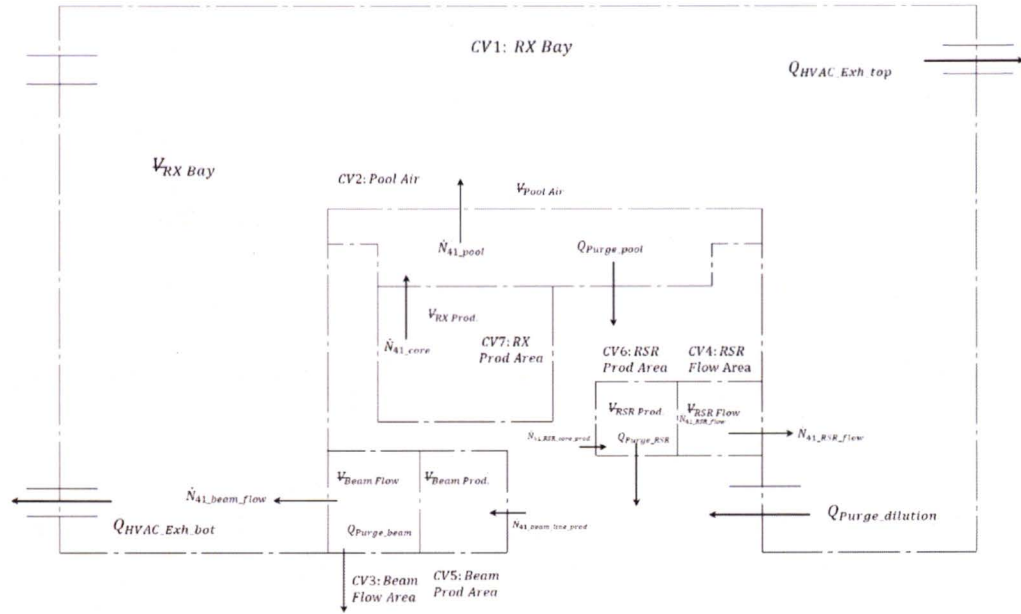 CV1: RX Bay
Q_HVAC_Exh_top
V_RX Bay
CV2: Pool Air
V_Pool Air
Ṅ_41_pool
Q_Purge_pool
V_RX Prod.
Ṅ_41_core
CV7: RX
Prod Area
CV6: RSR
Prod Area
CV4: RSR
Flow Area
V_RSR Prod.
V_RSR Flow
Ṅ_41_RSR_flow
Ṅ_41_RSR_core_prod
Q_Purge_RSR
N_41_RSR_flow
V_Beam Flow
V_Beam Prod.
Ṅ_41_beam_flow
Q_HVAC_Exh_bot
Q_Purge_beam
N_41_beam_line_prod
Q_Purge_dilution
CV3: Beam
Flow Area
CV5: Beam
Prod Area